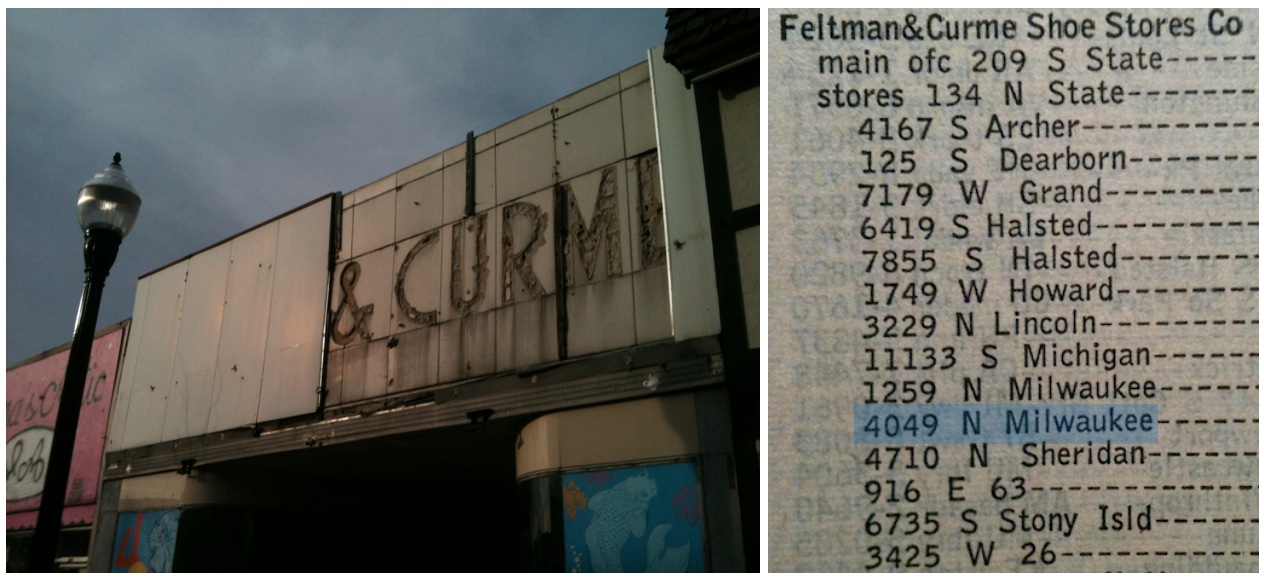 & CURME
Feltman&Curme Shoe Stores Co
main ofc 209 S State-----
stores 134 N State-------
4167 S Archer---------
125 S Dearborn------
7179 W Grand-------
6419 S Halsted-------
7855 S Halsted------
1749 W Howard------
3229 N Lincoln-------
11133 S Michigan----
1259 N Milwaukee----
4049 N Milwaukee----
4710 N Sheridan-----
916 E 63----------
6735 S Stony Isld----
3425 W 26---------